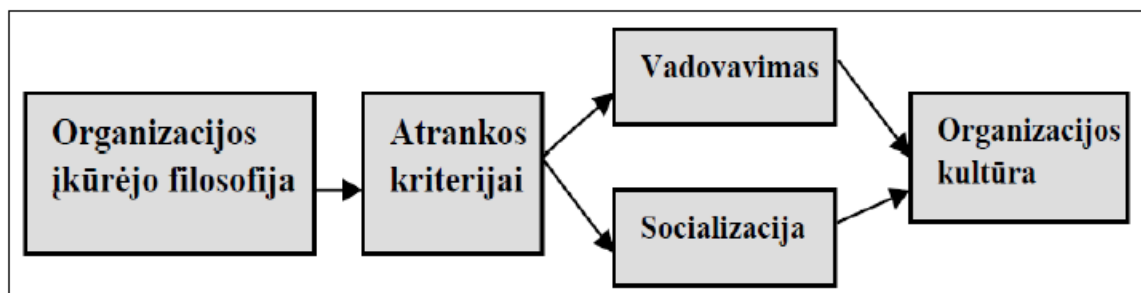 Organizacijos
įkūrėjo filosofija
Atrankos
kriterijai
Vadovavimas
Socializacija
Organizacijos
kultūra